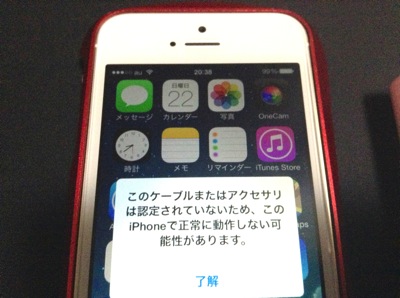 au 20:38 90%
日曜日
22
メッセージ カレンダー 写真 OneCam
時計 メモ リマインダー iTunes Store
このケーブルまたはアクセサリ
は認定されていないため、この
iPhoneで正常に動作しない可
能性があります。
了解